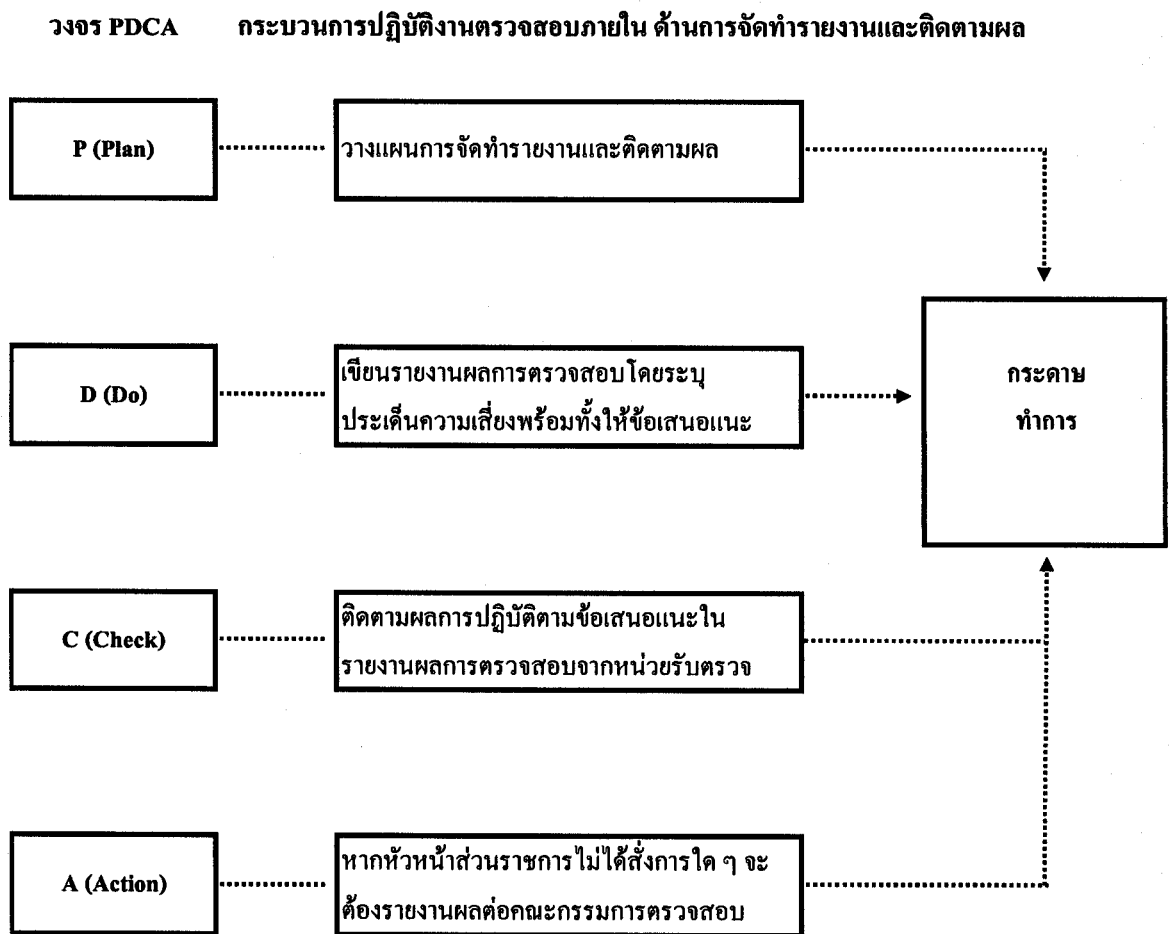 วงจร PDCA กระบวนการปฏิบัติงานตรวจสอบภายใน ด้านการจัดทำรายงานและติดตามผล
P (Plan)
วางแผนการจัดทำรายงานและติดตามผล
D (Do)
เขียนรายงานผลการตรวจสอบโดยระบุ
ประเด็นความเสี่ยงพร้อมทั้งให้ข้อเสนอแนะ
กระดาษ
ทำการ
C (Check)
ติดตามผลการปฏิบัติตามข้อเสนอแนะใน
รายงานผลการตรวจสอบจากหน่วยรับตรวจ
A (Action)
หากหัวหน้าส่วนราชการไม่ได้สั่งการใด ๆ จะ
ต้องรายงานผลต่อคณะกรรมการตรวจสอบ